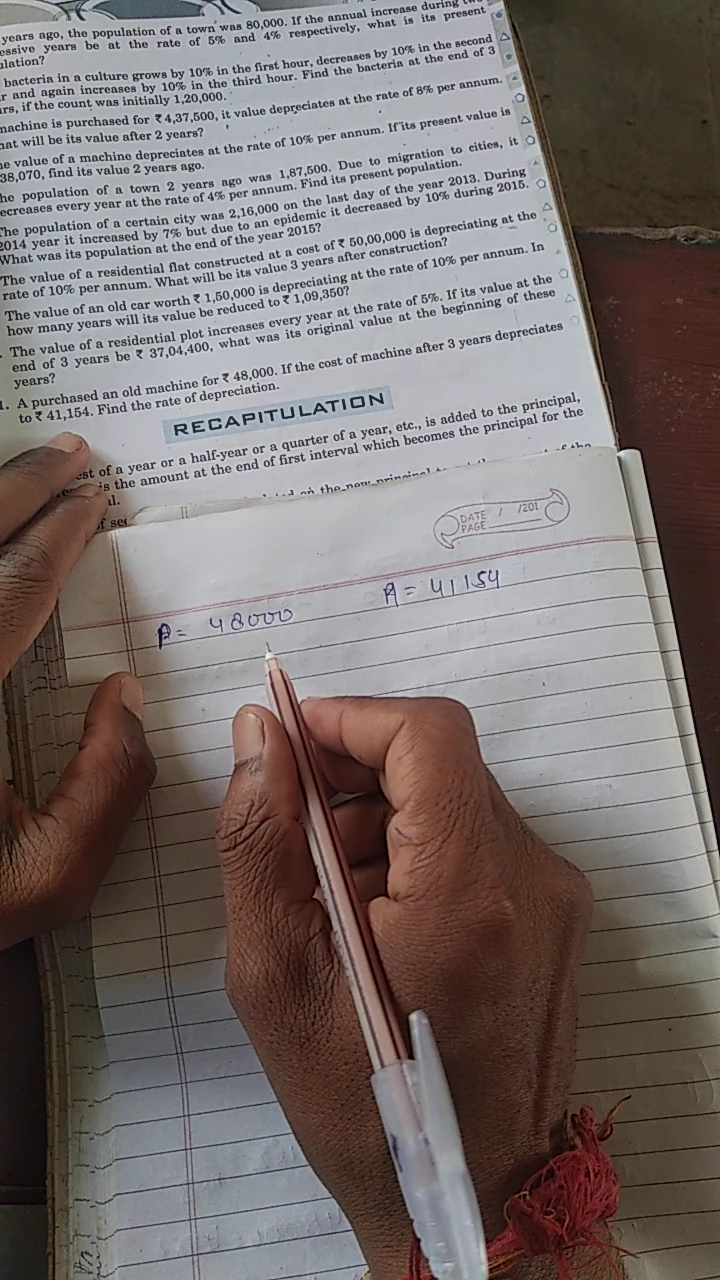 years ago, the population of a town was 80,000. If the annual increase during
essive years be at the rate of 5% and 4% respectively, what is its present
ulation?
bacteria in a culture grows by 10% in the first hour, decreases by 10% in the second
r and again increases by 10% in the third hour. Find the bacteria at the end of 3
rs, if the count was initially 1,20,000.
machine is purchased for ₹ 4,37,500, it value depreciates at the rate of 8% per annum.
hat will be its value after 2 years?
he value of a machine depreciates at the rate of 10% per annum. If its present value is
38,070, find its value 2 years ago.
he population of a town 2 years ago was 1,87,500. Due to migration to cities, it
ecreases every year at the rate of 4% per annum. Find its present population.
The population of a certain city was 2,16,000 on the last day of the year 2013. During
2014 year it increased by 7% but due to an epidemic it decreased by 10% during 2015.
What was its population at the end of the year 2015?
The value of a residential flat constructed at a cost of ₹ 50,00,000 is depreciating at the
rate of 10% per annum. What will be its value 3 years after construction?
The value of an old car worth ₹ 1,50,000 is depreciating at the rate of 10% per annum. In
how many years will its value be reduced to ₹ 1,09,350?
The value of a residential plot increases every year at the rate of 5%. If its value at the
end of 3 years be ₹ 37,04,400, what was its original value at the beginning of these
years?
1. A purchased an old machine for ₹ 48,000. If the cost of machine after 3 years depreciates
to ₹ 41,154. Find the rate of depreciation.
RECAPITULATION
est of a year or a half-year or a quarter of a year, etc., is added to the principal,
is the amount at the end of first interval which becomes the principal for the
al.
DATE / /201
PAGE
P = 48000 A = 41154